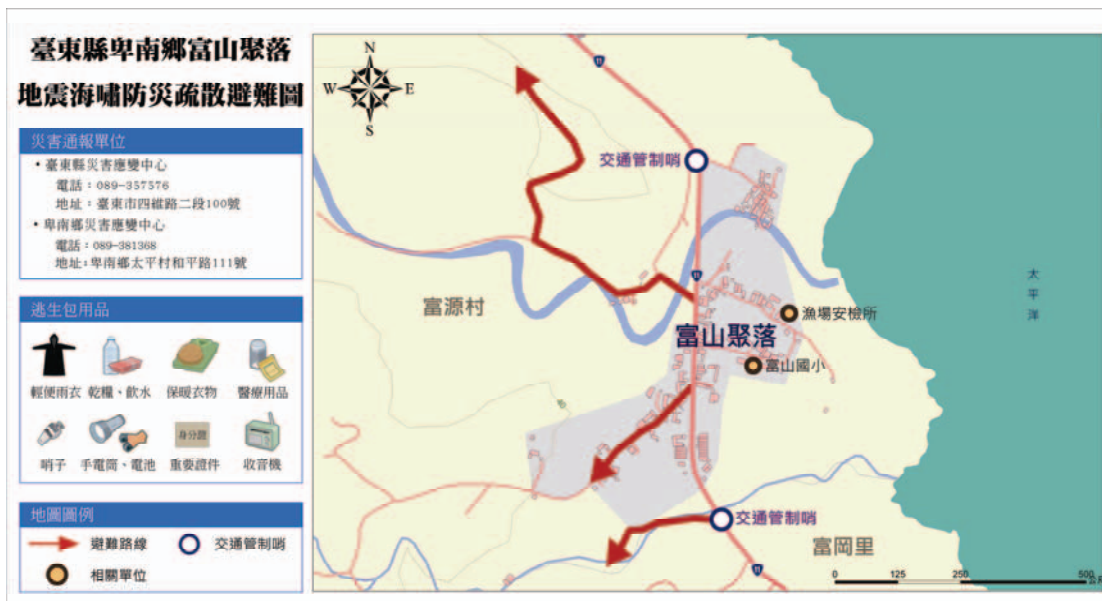 臺東縣卑南鄉富山聚落
地震海嘯防災疏散避難圖
災害通報單位
•臺東縣災害應變中心
電話：089-357576
地址：臺東市四維路二段100號
•卑南鄉災害應變中心
電話：089-381368
地址：卑南鄉太平村和平路111號
逃生包用品
輕便雨衣 乾糧、飲水 保暖衣物 醫療用品
身分證
哨子 手電筒、電池 重要證件 收音機
地圖圖例
避難路線 交通管制哨
相關單位
N
W E
S
11
交通管制哨
11
太平洋
富源村
漁場安檢所
富山聚落
富山國小
交通管制哨
富岡里
11
0 125 250 500